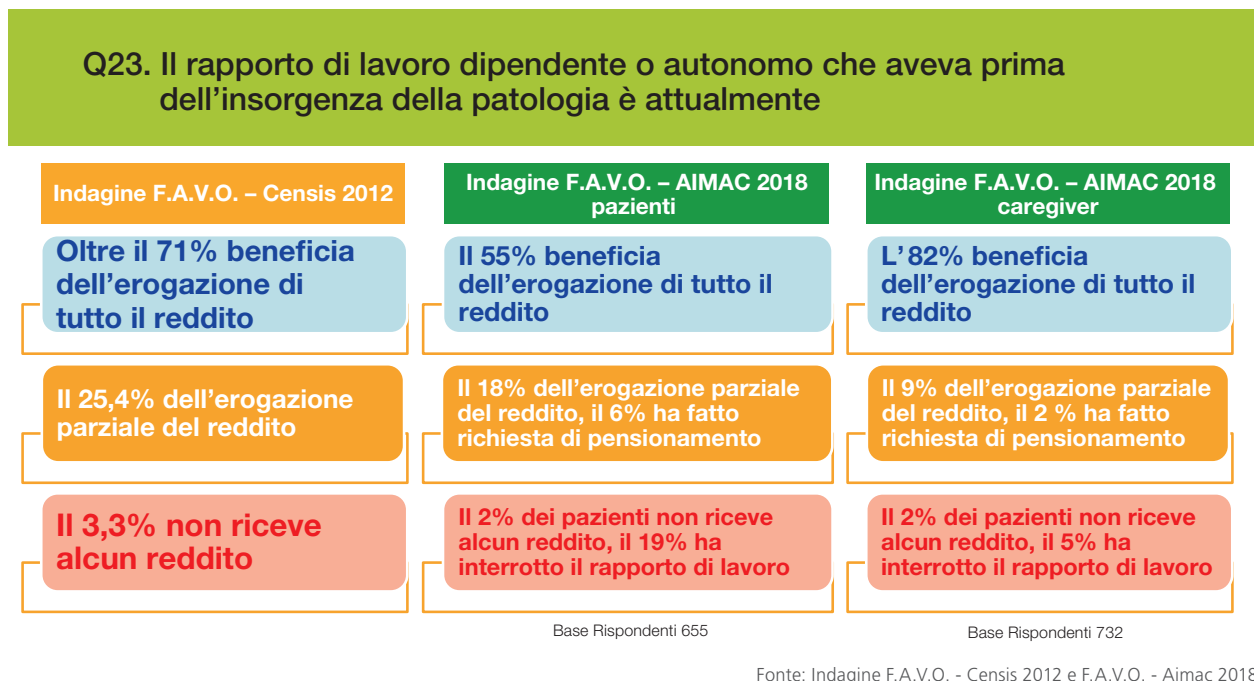 Q23. Il rapporto di lavoro dipendente o autonomo che aveva prima
dell'insorgenza della patologia è attualmente
Indagine F.A.V.O. – Censis 2012
Oltre il 71% beneficia
dell'erogazione di
tutto il reddito
Il 25,4% dell'erogazione
parziale del reddito
Il 3,3% non riceve
alcun reddito
Indagine F.A.V.O. – AIMAC 2018
pazienti
Il 55% beneficia
dell'erogazione di tutto il
reddito
Il 18% dell'erogazione parziale
del reddito, il 6% ha fatto
richiesta di pensionamento
Il 2% dei pazienti non riceve
alcun reddito, il 19% ha
interrotto il rapporto di lavoro
Base Rispondenti 655
Indagine F.A.V.O. – AIMAC 2018
caregiver
L'82% beneficia
dell'erogazione di tutto il
reddito
Il 9% dell'erogazione parziale
del reddito, il 2 % ha fatto
richiesta di pensionamento
Il 2% dei pazienti non riceve
alcun reddito, il 5% ha
interrotto il rapporto di lavoro
Base Rispondenti 732
Fonte: Indagine F.A.V.O. - Censis 2012 e F.A.V.O. - Aimac 2018